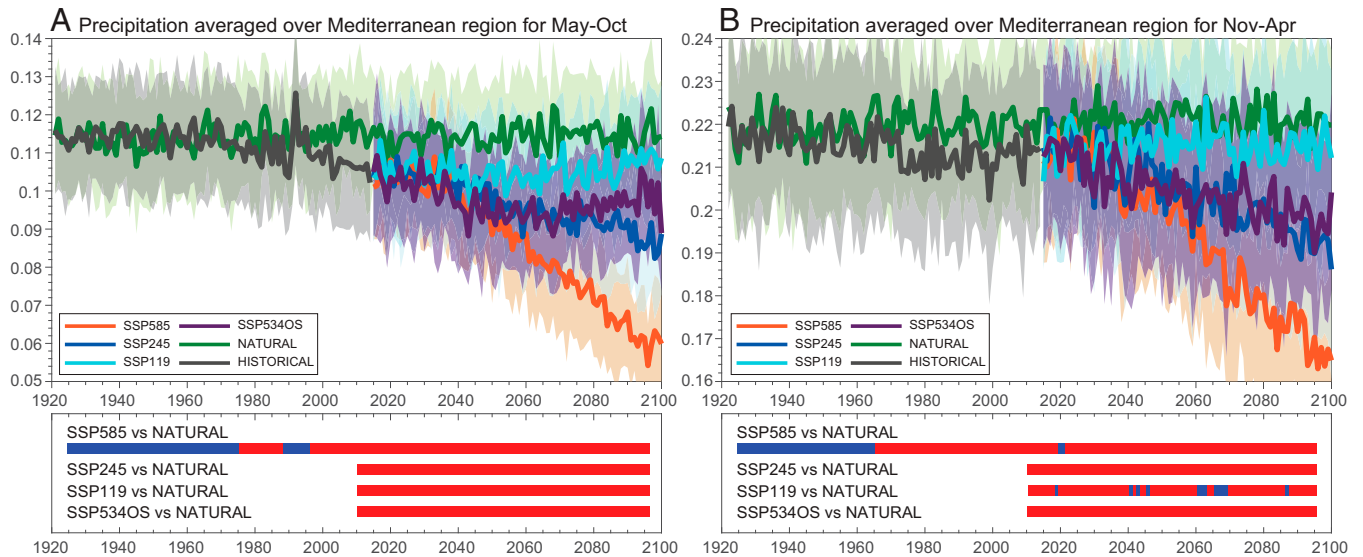 A Precipitation averaged over Mediterranean region for May-Oct
0.14
0.13
0.12
0.11
0.1
0.09
0.08
0.07
0.06
0.05
SSP585
SSP245
SSP119
SSP534OS
NATURAL
HISTORICAL
1920 1940 1960 1980 2000 2020 2040 2060 2080 2100
SSP585 vs NATURAL
SSP245 vs NATURAL
SSP119 vs NATURAL
SSP534OS vs NATURAL
1920 1940 1960 1980 2000 2020 2040 2060 2080 2100
B Precipitation averaged over Mediterranean region for Nov-Apr
0.24
0.23
0.22
0.21
0.2
0.19
0.18
0.17
0.16
SSP585
SSP245
SSP119
SSP534OS
NATURAL
HISTORICAL
1920 1940 1960 1980 2000 2020 2040 2060 2080 2100
SSP585 vs NATURAL
SSP245 vs NATURAL
SSP119 vs NATURAL
SSP534OS vs NATURAL
1920 1940 1960 1980 2000 2020 2040 2060 2080 2100